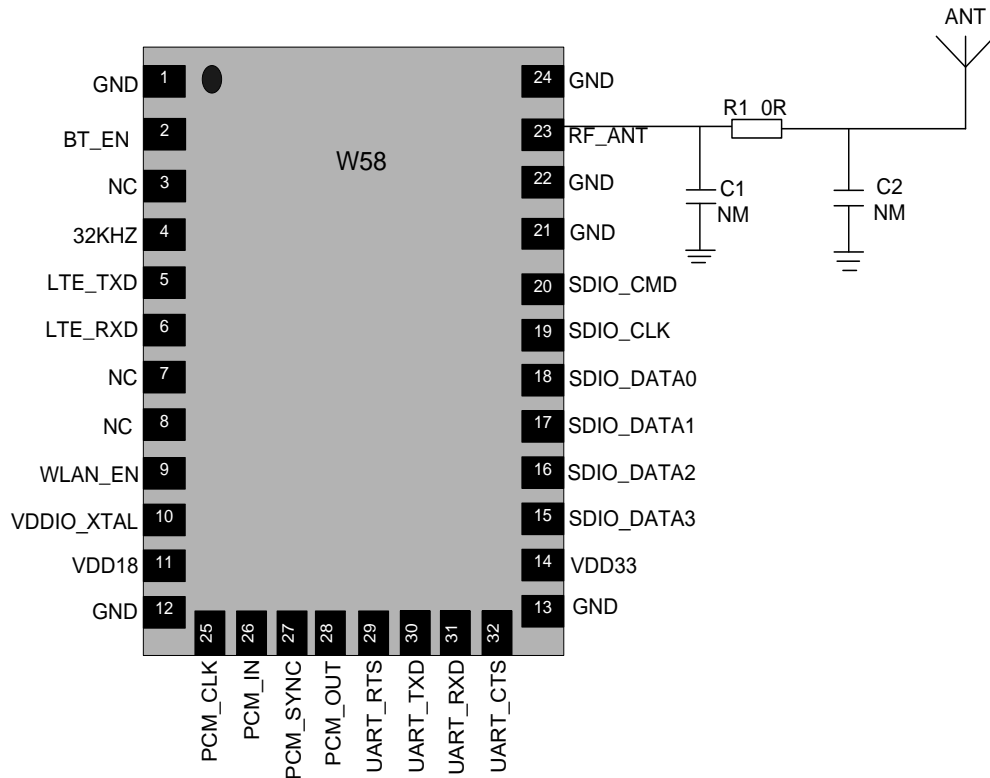 ANT
GND 1
24 GND
R1 0R
BT_EN 2
23 RF_ANT
W58
NC 3
22 GND
C1
NM
C2
NM
32KHZ 4
21 GND
LTE_TXD 5
20 SDIO_CMD
LTE_RXD 6
19 SDIO_CLK
NC 7
18 SDIO_DATA0
NC 8
17 SDIO_DATA1
WLAN_EN 9
16 SDIO_DATA2
VDDIO_XTAL 10
15 SDIO_DATA3
VDD18 11
14 VDD33
GND 12
13 GND
25 PCM_CLK
26 PCM_IN
27 PCM_SYNC
28 PCM_OUT
29 UART_RTS
30 UART_TXD
31 UART_RXD
32 UART_CTS